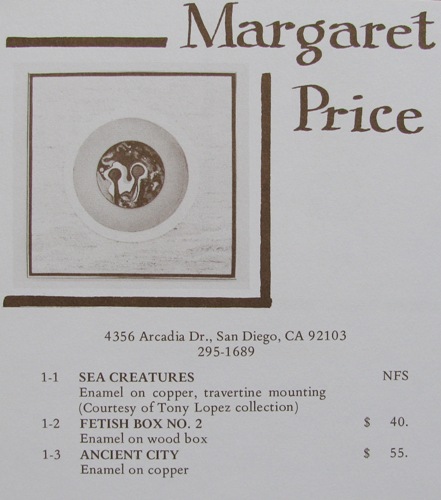 Margaret
Price
4356 Arcadia Dr., San Diego, CA 92103
295-1689
1-1 SEA CREATURES NFS
Enamel on copper, travertine mounting
(Courtesy of Tony Lopez collection)
1-2 FETISH BOX NO. 2 $ 40.
Enamel on wood box
1-3 ANCIENT CITY $ 55.
Enamel on copper